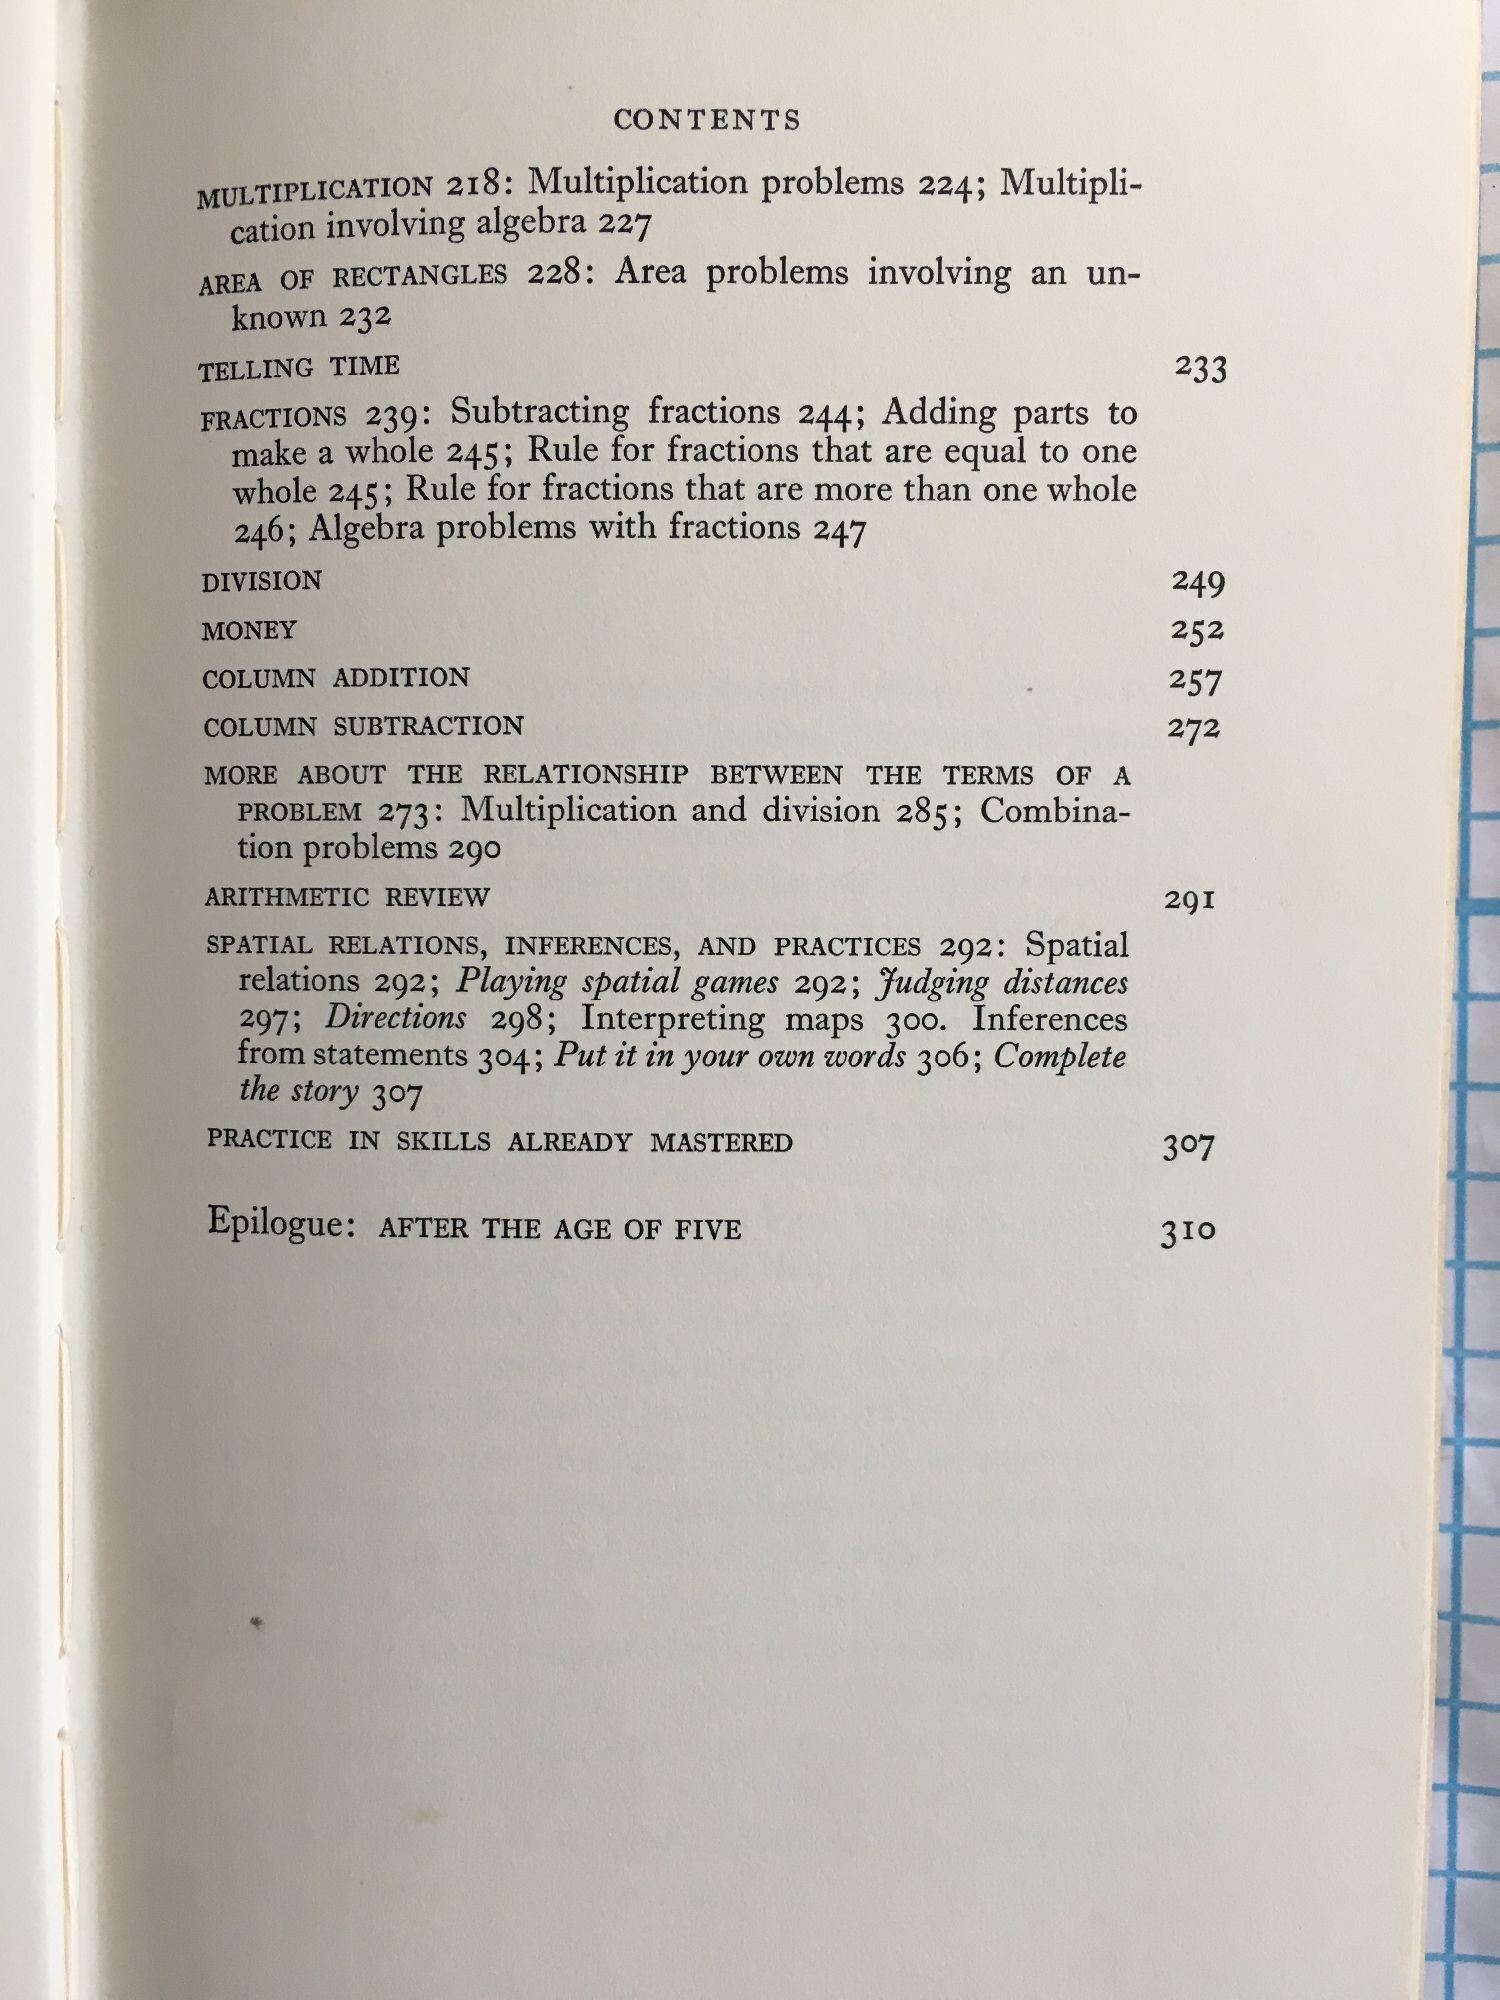 CONTENTS
MULTIPLICATION 218: Multiplication problems 224; Multipli-
cation involving algebra 227
AREA OF RECTANGLES 228: Area problems involving an un-
known 232
TELLING TIME 233
FRACTIONS 239: Subtracting fractions 244; Adding parts to
make a whole 245; Rule for fractions that are equal to one
whole 245; Rule for fractions that are more than one whole
246; Algebra problems with fractions 247
DIVISION 249
MONEY 252
COLUMN ADDITION 257
COLUMN SUBTRACTION 272
MORE ABOUT THE RELATIONSHIP BETWEEN THE TERMS OF A
PROBLEM 273: Multiplication and division 285; Combina-
tion problems 290
ARITHMETIC REVIEW 291
SPATIAL RELATIONS, INFERENCES, AND PRACTICES 292: Spatial
relations 292; Playing spatial games 292; Judging distances
297; Directions 298; Interpreting maps 300. Inferences
from statements 304; Put it in your own words 306; Complete
the story 307
PRACTICE IN SKILLS ALREADY MASTERED 307
Epilogue: AFTER THE AGE OF FIVE 310